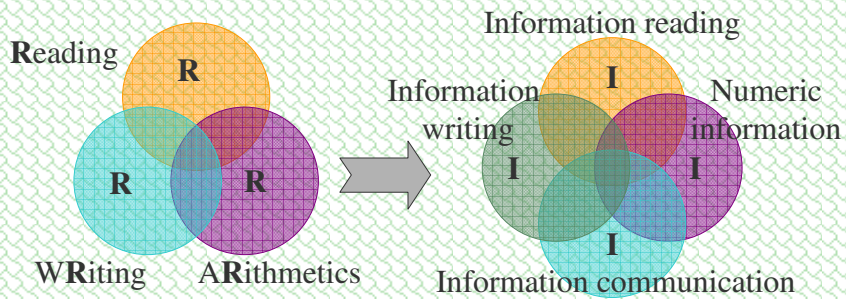 Information reading
Reading
R
I
Information
writing
Numeric
information
R
R
I
I
I
WRiting
ARithmetics
Information communication